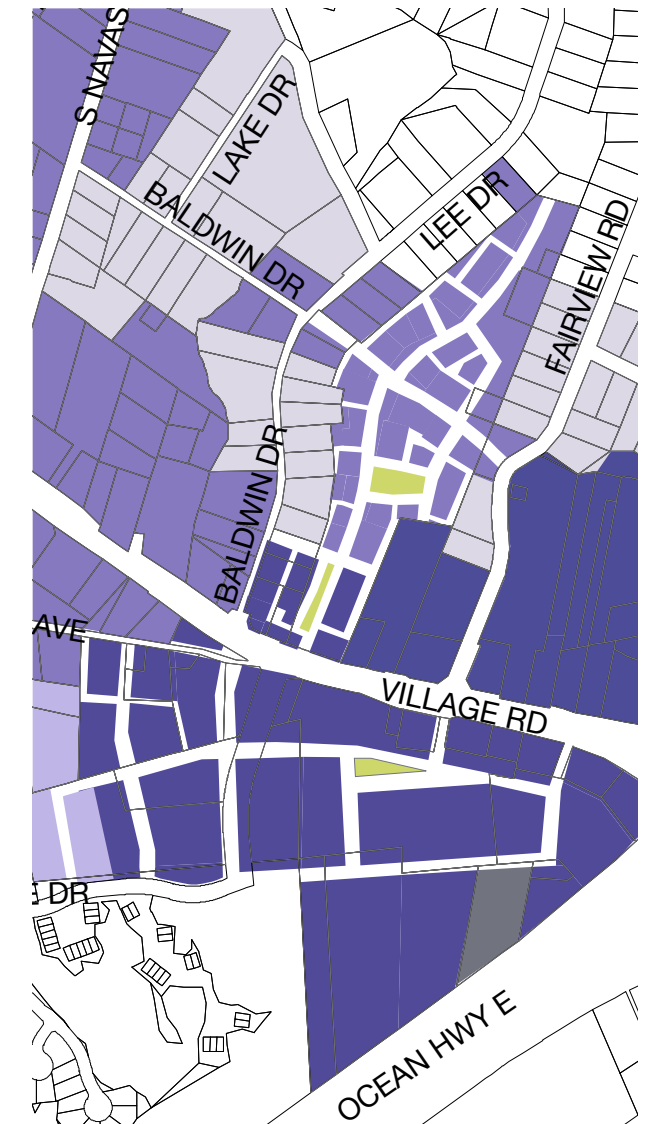 S NAVAS
LAKE DR
BALDWIN DR
LEE DR
FAIRVIEW RD
BALDWIN DR
AVE
VILLAGE RD
E DR
OCEAN HWY E